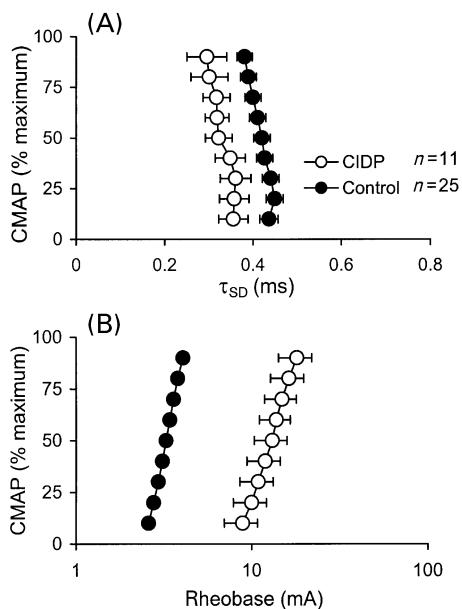 (A)
100
75
50
25
0
CMAP (% maximum)
CIDP n=11
Control n=25
0 0.2 0.4 0.6 0.8
τSD (ms)
(B)
100
75
50
25
0
CMAP (% maximum)
1 10 100
Rheobase (mA)